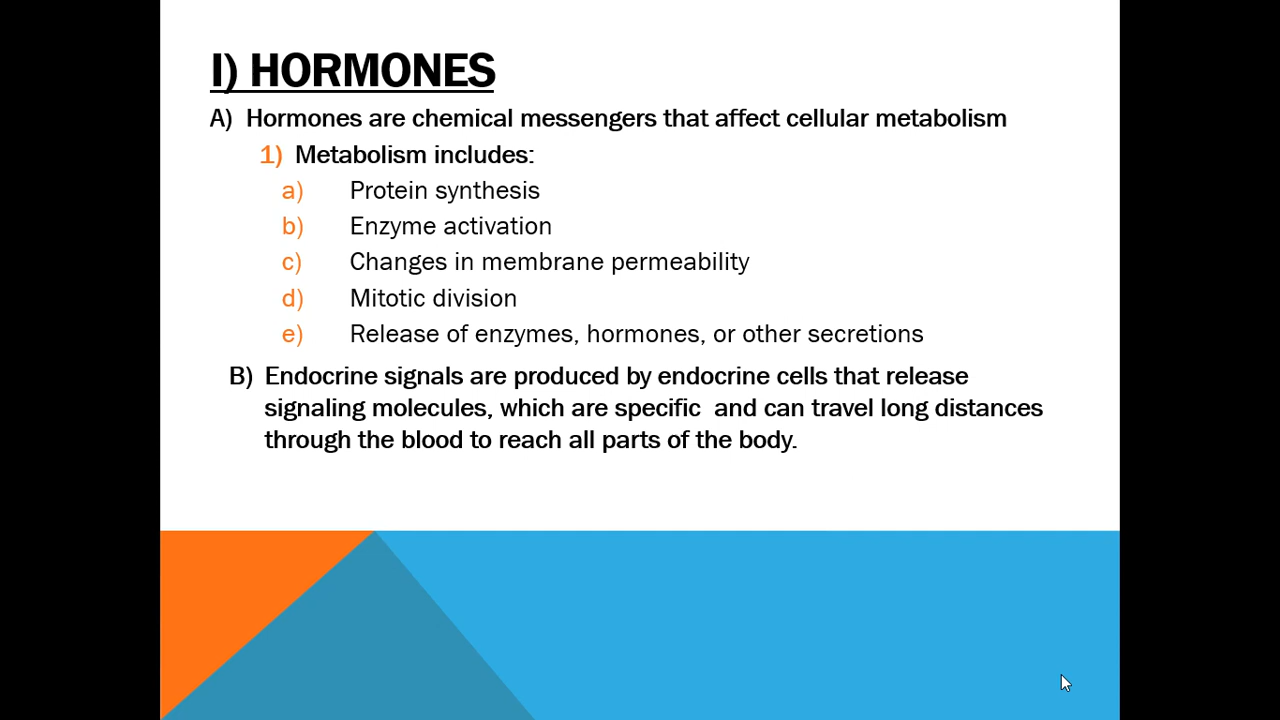 I) HORMONES
A) Hormones are chemical messengers that affect cellular metabolism
1) Metabolism includes:
a) Protein synthesis
b) Enzyme activation
c) Changes in membrane permeability
d) Mitotic division
e) Release of enzymes, hormones, or other secretions
B) Endocrine signals are produced by endocrine cells that release
signaling molecules, which are specific  and can travel long distances
through the blood to reach all parts of the body.